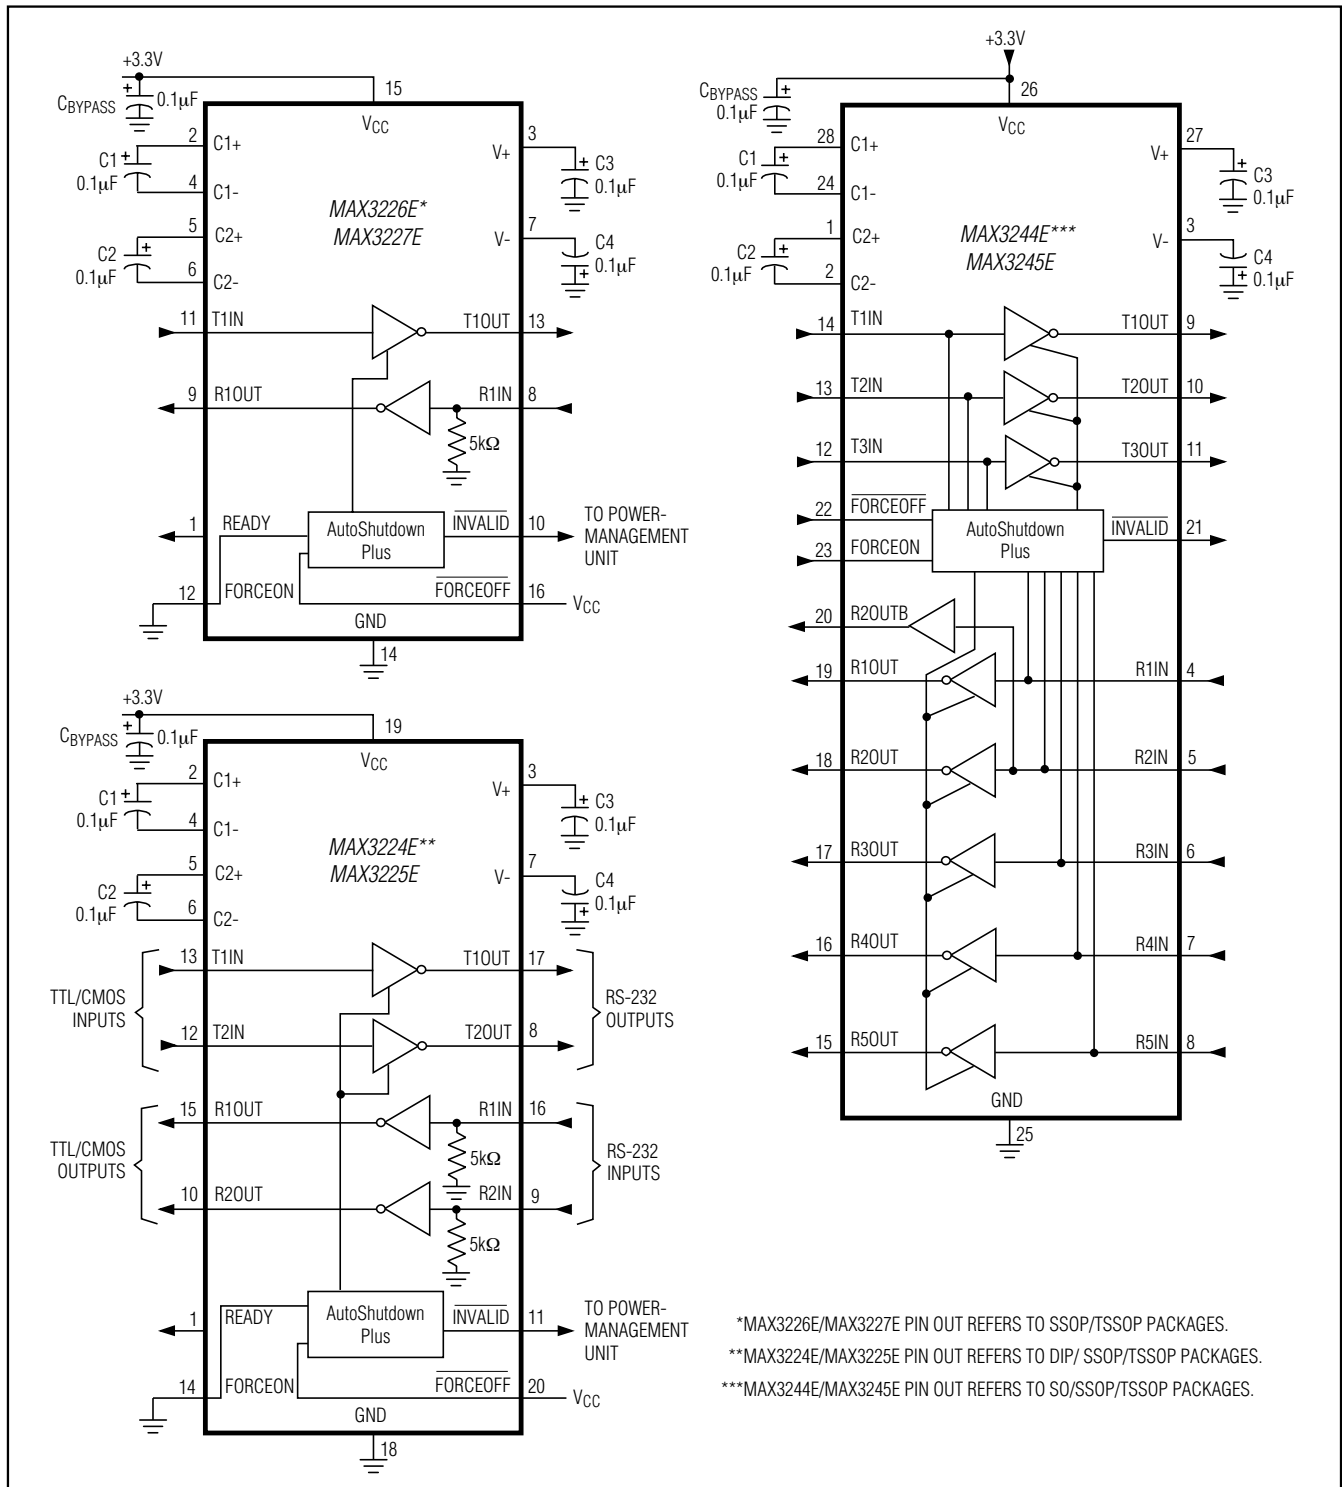 +3.3V
CBYPASS
+
0.1μF
15
VCC
2
C1+
C1
+
0.1μF
4
C1-
3
V+
+
C3
0.1μF
MAX3226E*
MAX3227E
5
C2+
C2
+
0.1μF
6
C2-
7
V-
C4
+
0.1μF
11
T1IN
T1OUT
13
9
R1OUT
R1IN
8
5kΩ
1
READY
AutoShutdown
Plus
INVALID
10
TO POWER-
MANAGEMENT
UNIT
12
FORCEON
FORCEOFF
16
VCC
GND
14
+3.3V
CBYPASS
+
0.1μF
19
VCC
2
C1+
C1
+
0.1μF
4
C1-
3
V+
+
C3
0.1μF
MAX3224E**
MAX3225E
5
C2+
C2
+
0.1μF
6
C2-
7
V-
C4
+
0.1μF
TTL/CMOS
INPUTS
13
T1IN
T1OUT
17
12
T2IN
T2OUT
8
RS-232
OUTPUTS
TTL/CMOS
OUTPUTS
15
R1OUT
R1IN
16
5kΩ
10
R2OUT
R2IN
9
5kΩ
RS-232
INPUTS
1
READY
AutoShutdown
Plus
INVALID
11
TO POWER-
MANAGEMENT
UNIT
14
FORCEON
FORCEOFF
20
VCC
GND
18
+3.3V
CBYPASS
+
0.1μF
26
VCC
28
C1+
C1
+
0.1μF
24
C1-
27
V+
+
C3
0.1μF
MAX3244E***
MAX3245E
1
C2+
C2
+
0.1μF
2
C2-
3
V-
C4
+
0.1μF
14
T1IN
T1OUT
9
13
T2IN
T2OUT
10
12
T3IN
T3OUT
11
22
FORCEOFF
23
FORCEON
AutoShutdown
Plus
INVALID
21
20
R2OUTB
19
R1OUT
R1IN
4
18
R2OUT
R2IN
5
17
R3OUT
R3IN
6
16
R4OUT
R4IN
7
15
R5OUT
R5IN
8
GND
25
*MAX3226E/MAX3227E PIN OUT REFERS TO SSOP/TSSOP PACKAGES.
**MAX3224E/MAX3225E PIN OUT REFERS TO DIP/ SSOP/TSSOP PACKAGES.
***MAX3244E/MAX3245E PIN OUT REFERS TO SO/SSOP/TSSOP PACKAGES.